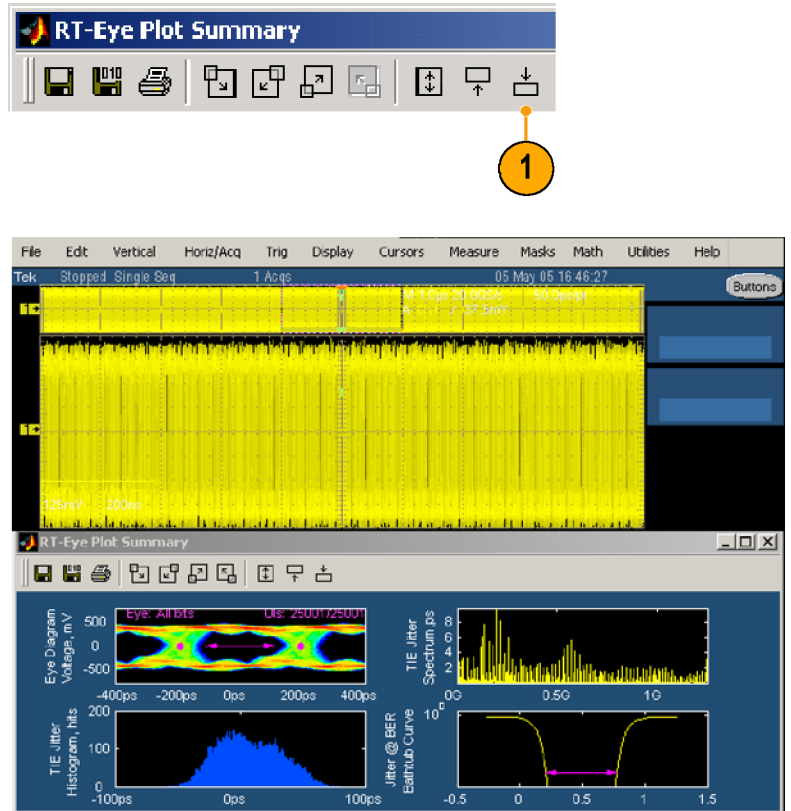 RT-Eye Plot Summary
010
1
File Edit Vertical Horiz/Acq Trig Display Cursors Measure Masks Math Utilities Help
Tek Stopped Single Seq 1 Acqs 05 May 05 16:46:27
Buttons
125mV 200ns
RT-Eye Plot Summary
Eye Diagram
Voltage, mV
500
0
-500
Eye: All bits UIs: 25001/25001
-400ps -200ps 0ps 200ps 400ps
TIE Jitter
Spectrum,ps
8
6
4
2
0G 0.5G 1G
TIE Jitter
Histogram, hits
200
100
0
-100ps 0ps 100ps
Jitter @ BER
Bathtub Curve
10 0
-0.5 0 0.5 1 1.5